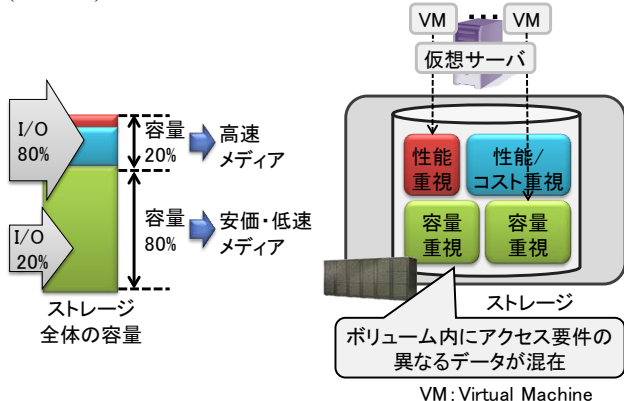 VM
VM
仮想サーバ
I/O
80%
容量
20%
高速
メディア
I/O
20%
容量
80%
安価・低速
メディア
ストレージ
全体の容量
性能
重視
性能/
コスト重視
容量
重視
容量
重視
ストレージ
ボリューム内にアクセス要件の
異なるデータが混在
VM:Virtual Machine